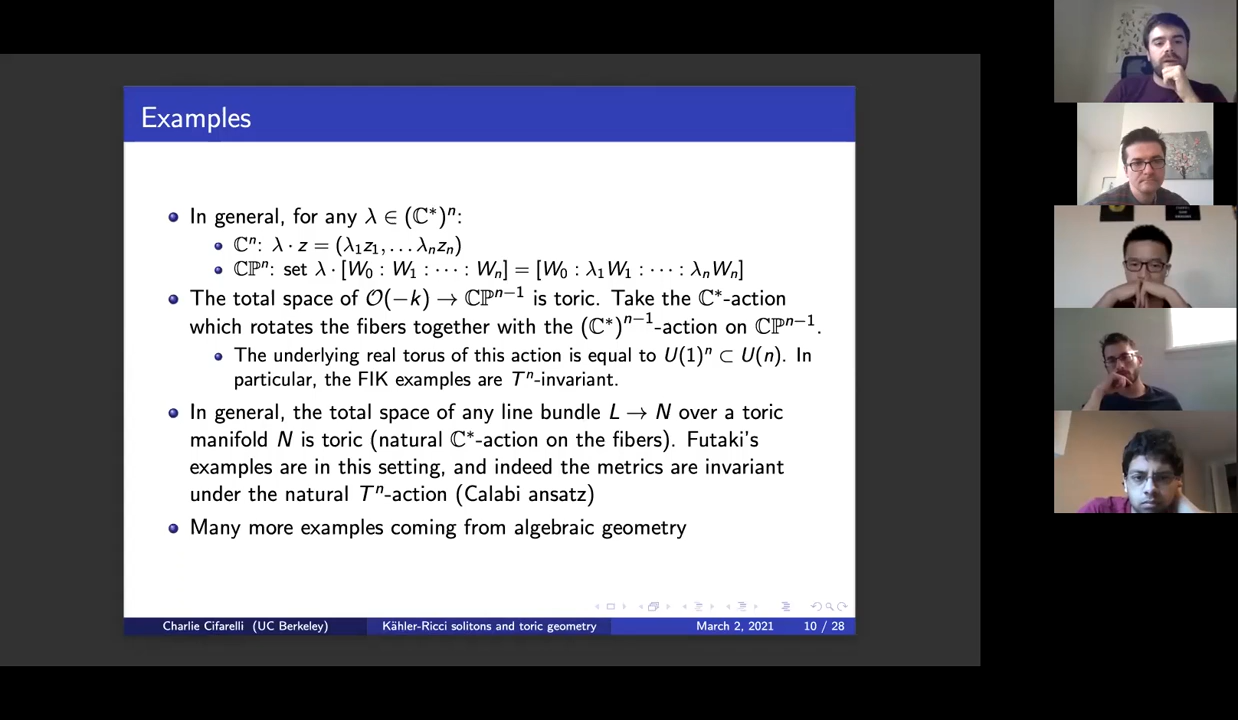 Examples
In general, for any λ ∈ (ℂ*)ⁿ:
ℂⁿ: λ · z = (λ₁z₁, . . . λₙzₙ)
ℂℙⁿ: set λ · [W₀ : W₁ : · · · : Wₙ] = [W₀ : λ₁W₁ : · · · : λₙWₙ]
The total space of 𝒪(−k) → ℂℙⁿ⁻¹ is toric. Take the ℂ*-action
which rotates the fibers together with the (ℂ*)ⁿ⁻¹-action on ℂℙⁿ⁻¹.
The underlying real torus of this action is equal to U(1)ⁿ ⊂ U(n). In
particular, the FIK examples are Tⁿ-invariant.
In general, the total space of any line bundle L → N over a toric
manifold N is toric (natural ℂ*-action on the fibers). Futaki's
examples are in this setting, and indeed the metrics are invariant
under the natural Tⁿ-action (Calabi ansatz)
Many more examples coming from algebraic geometry
Charlie Cifarelli (UC Berkeley) Kähler-Ricci solitons and toric geometry March 2, 2021 10 / 28